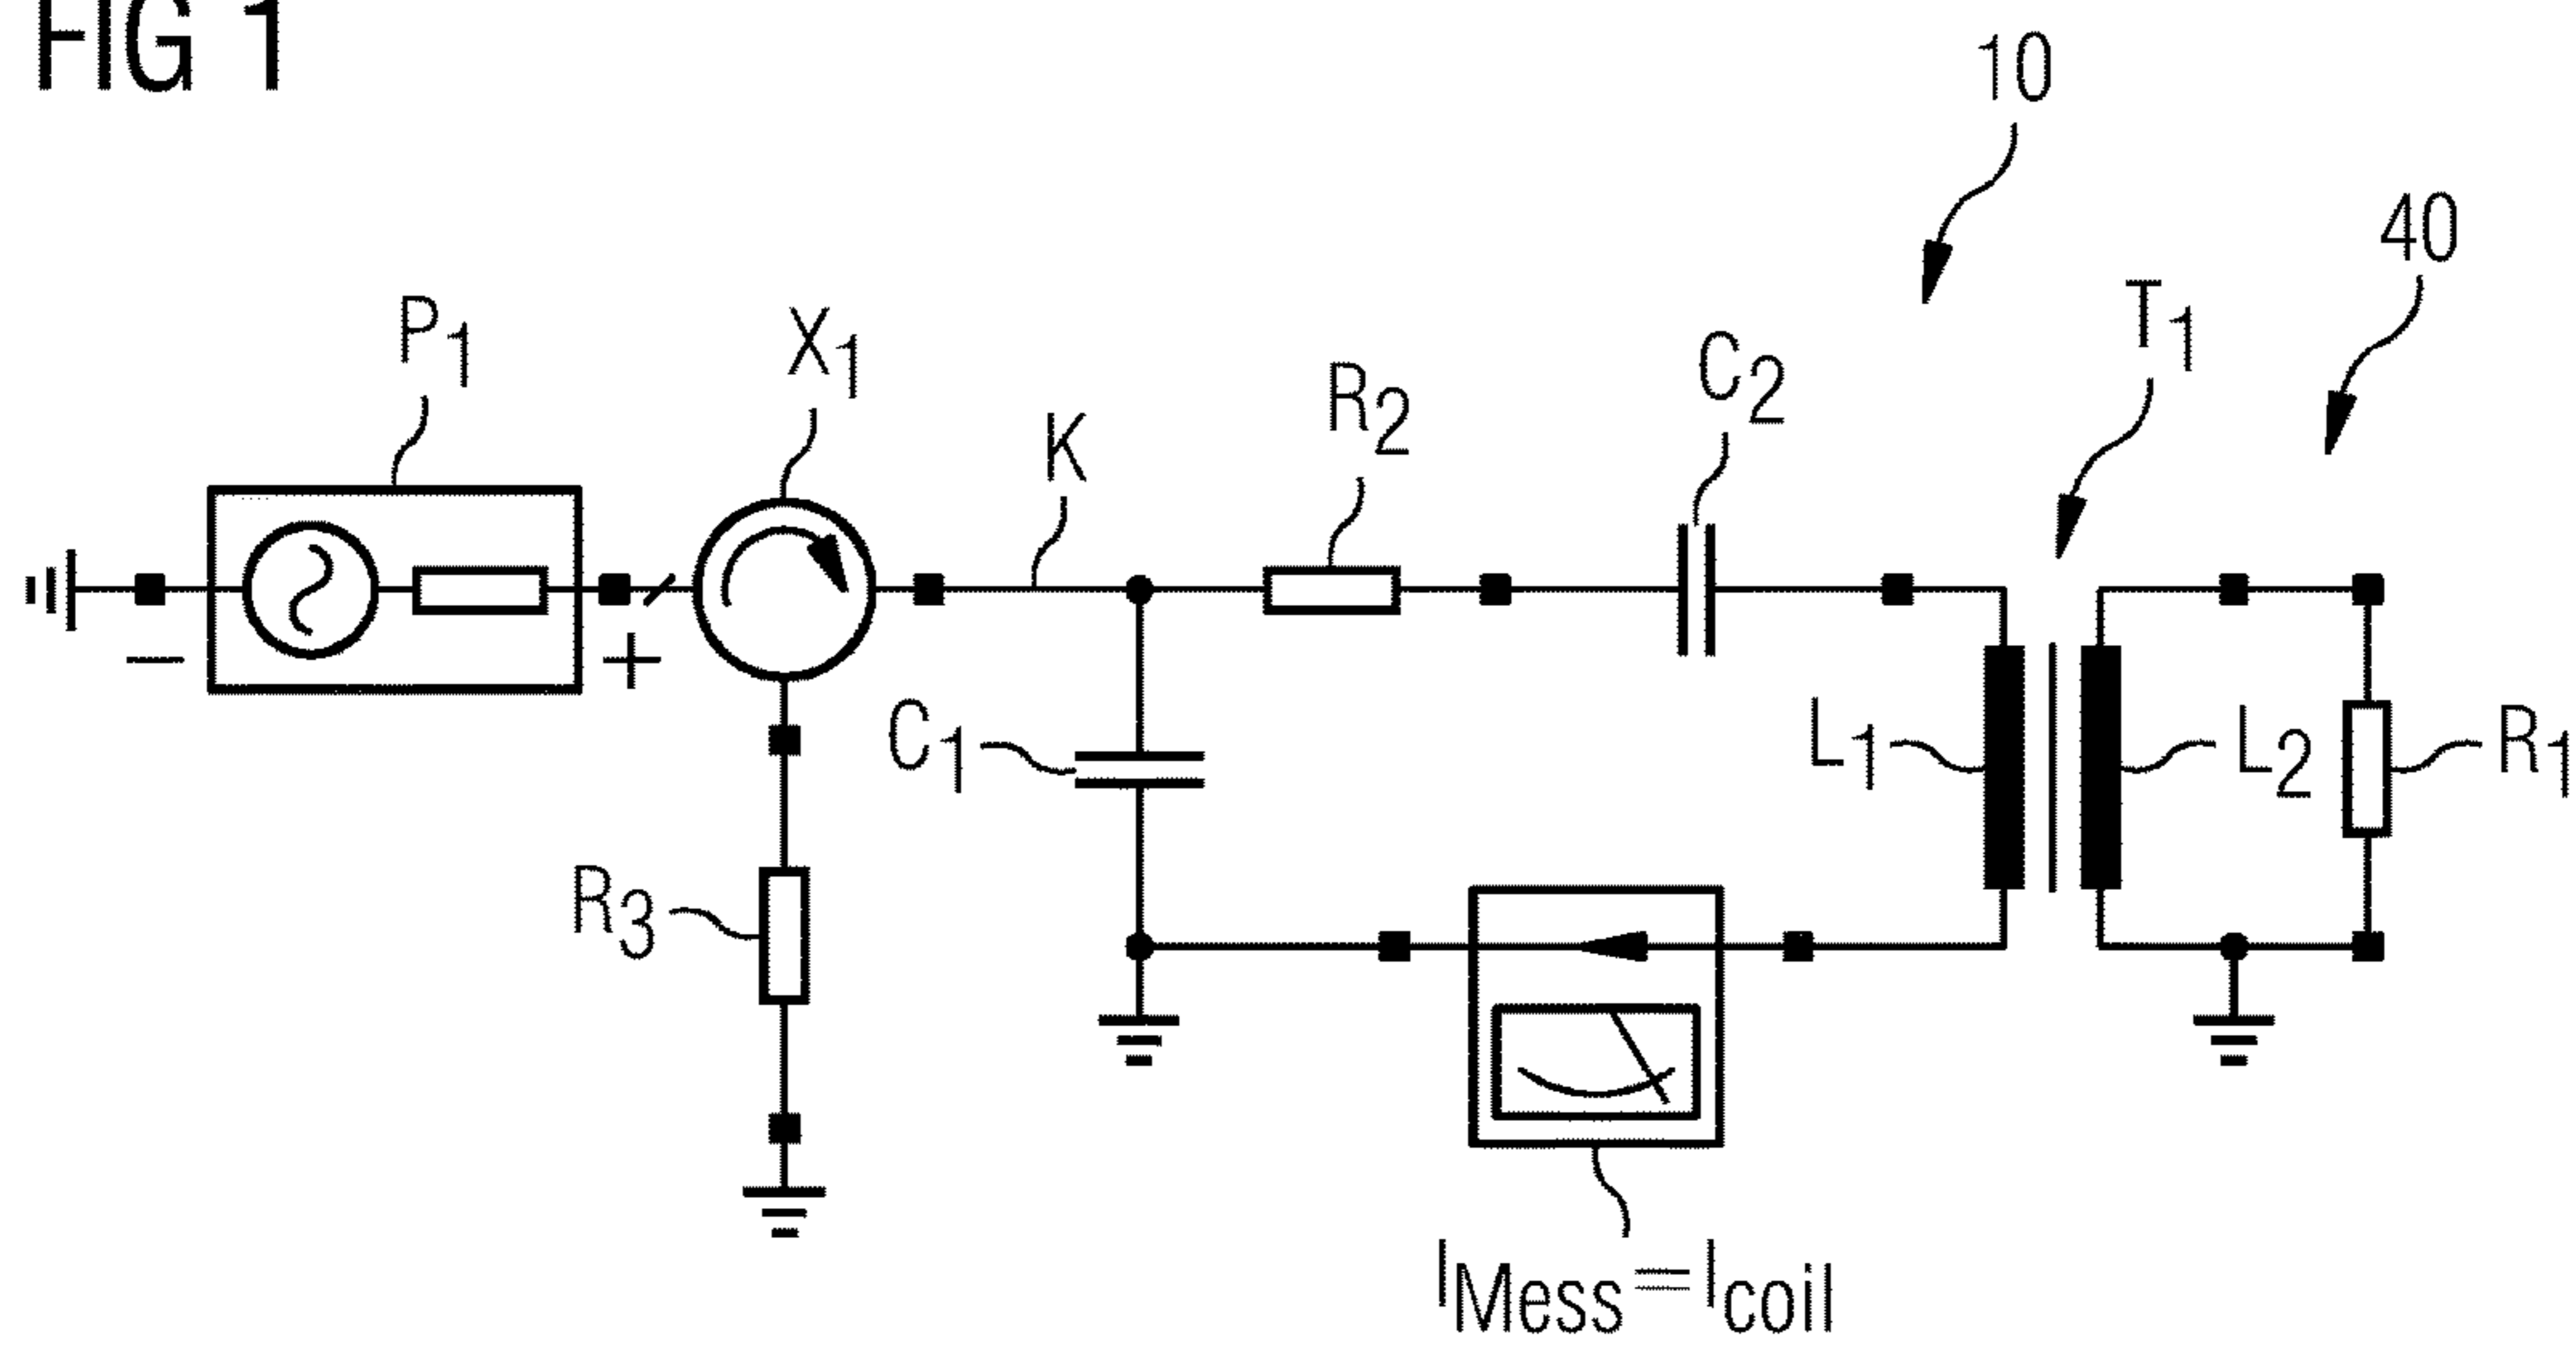 FIG 1
10
40
P1
X1
K
R2
C2
T1
C1
L1
L2
R1
R3
− +
IMess=Icoil